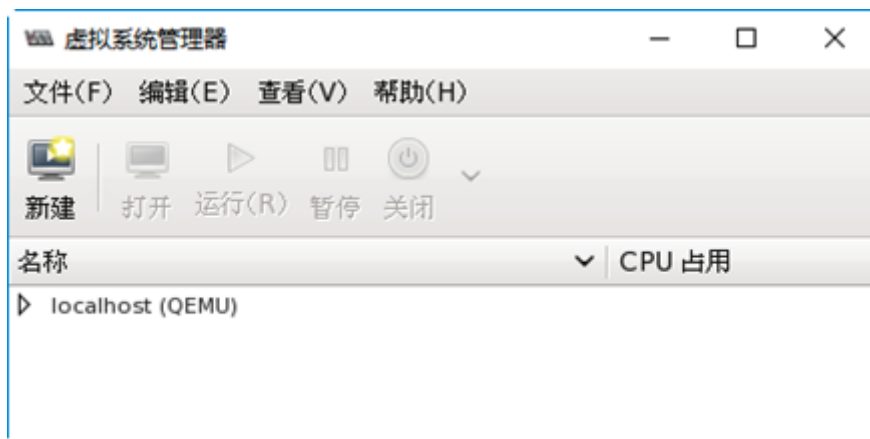 虚拟系统管理器
文件(F) 编辑(E) 查看(V) 帮助(H)
新建 打开 运行(R) 暂停 关闭
名称 CPU 占用
localhost (QEMU)